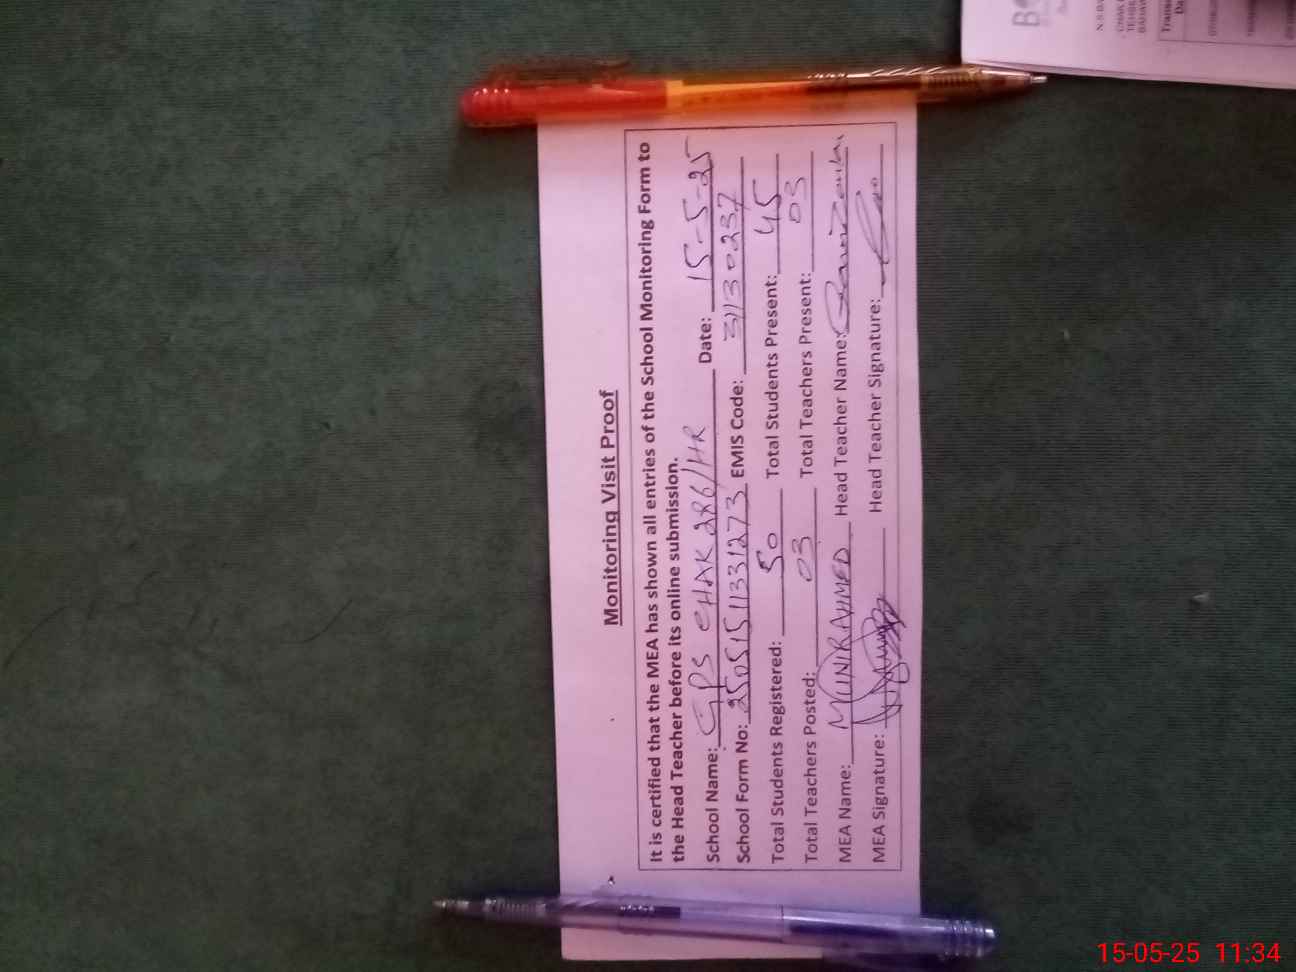 Monitoring Visit Proof
It is certified that the MEA has shown all entries of the School Monitoring Form to
the Head Teacher before its online submission.
School Name: GPS CHAK 286/HR Date: 15-5-25
School Form No: 25051511331273 EMIS Code: 31130237
Total Students Registered: 50 Total Students Present: 45
Total Teachers Posted: 03 Total Teachers Present: 03
MEA Name: MUNIR AHMED Head Teacher Name:
MEA Signature: Head Teacher Signature:
15-05-25 11:34